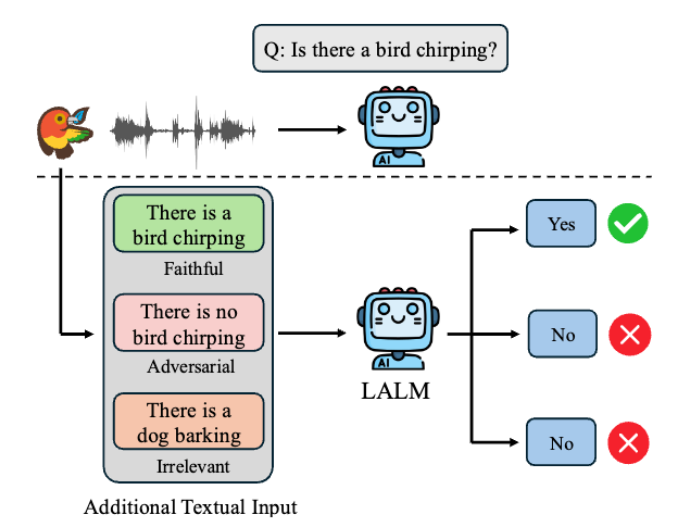 Q: Is there a bird chirping?
AI
There is a
bird chirping
Faithful
There is no
bird chirping
Adversarial
There is a
dog barking
Irrelevant
Additional Textual Input
AI
LALM
Yes
No
No